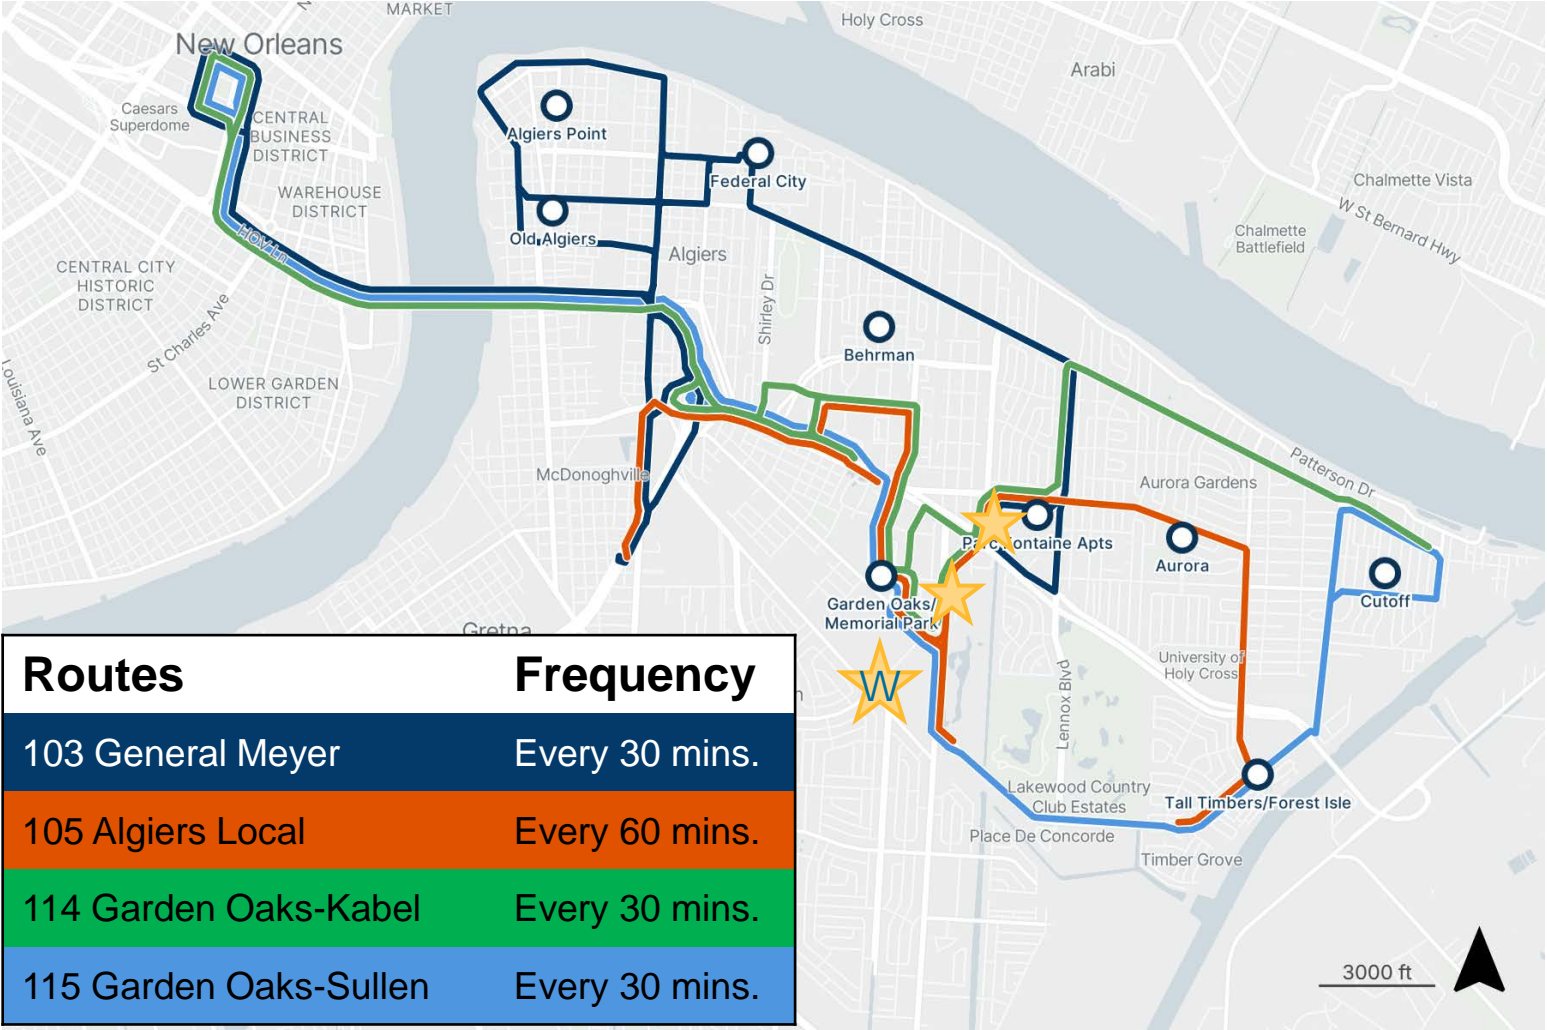 MARKET
New Orleans
Holy Cross
Arabi
Caesars
Superdome
CENTRAL
BUSINESS
DISTRICT
Algiers Point
Federal City
Chalmette Vista
W St Bernard Hwy
WAREHOUSE
DISTRICT
Old Algiers
HOV Ln
Algiers
Chalmette
Battlefield
CENTRAL CITY
HISTORIC
DISTRICT
St Charles Ave
Shirley Dr
Behrman
Louisiana Ave
LOWER GARDEN
DISTRICT
McDonoghville
Patterson Dr
Aurora Gardens
Parc Fontaine Apts
Aurora
Cutoff
Garden Oaks/
Memorial Park
Gretna
W
University of
Holy Cross
Lennox Blvd
Lakewood Country
Club Estates
Tall Timbers/Forest Isle
Place De Concorde
Timber Grove
3000 ft
Routes Frequency
103 General Meyer Every 30 mins.
105 Algiers Local Every 60 mins.
114 Garden Oaks-Kabel Every 30 mins.
115 Garden Oaks-Sullen Every 30 mins.